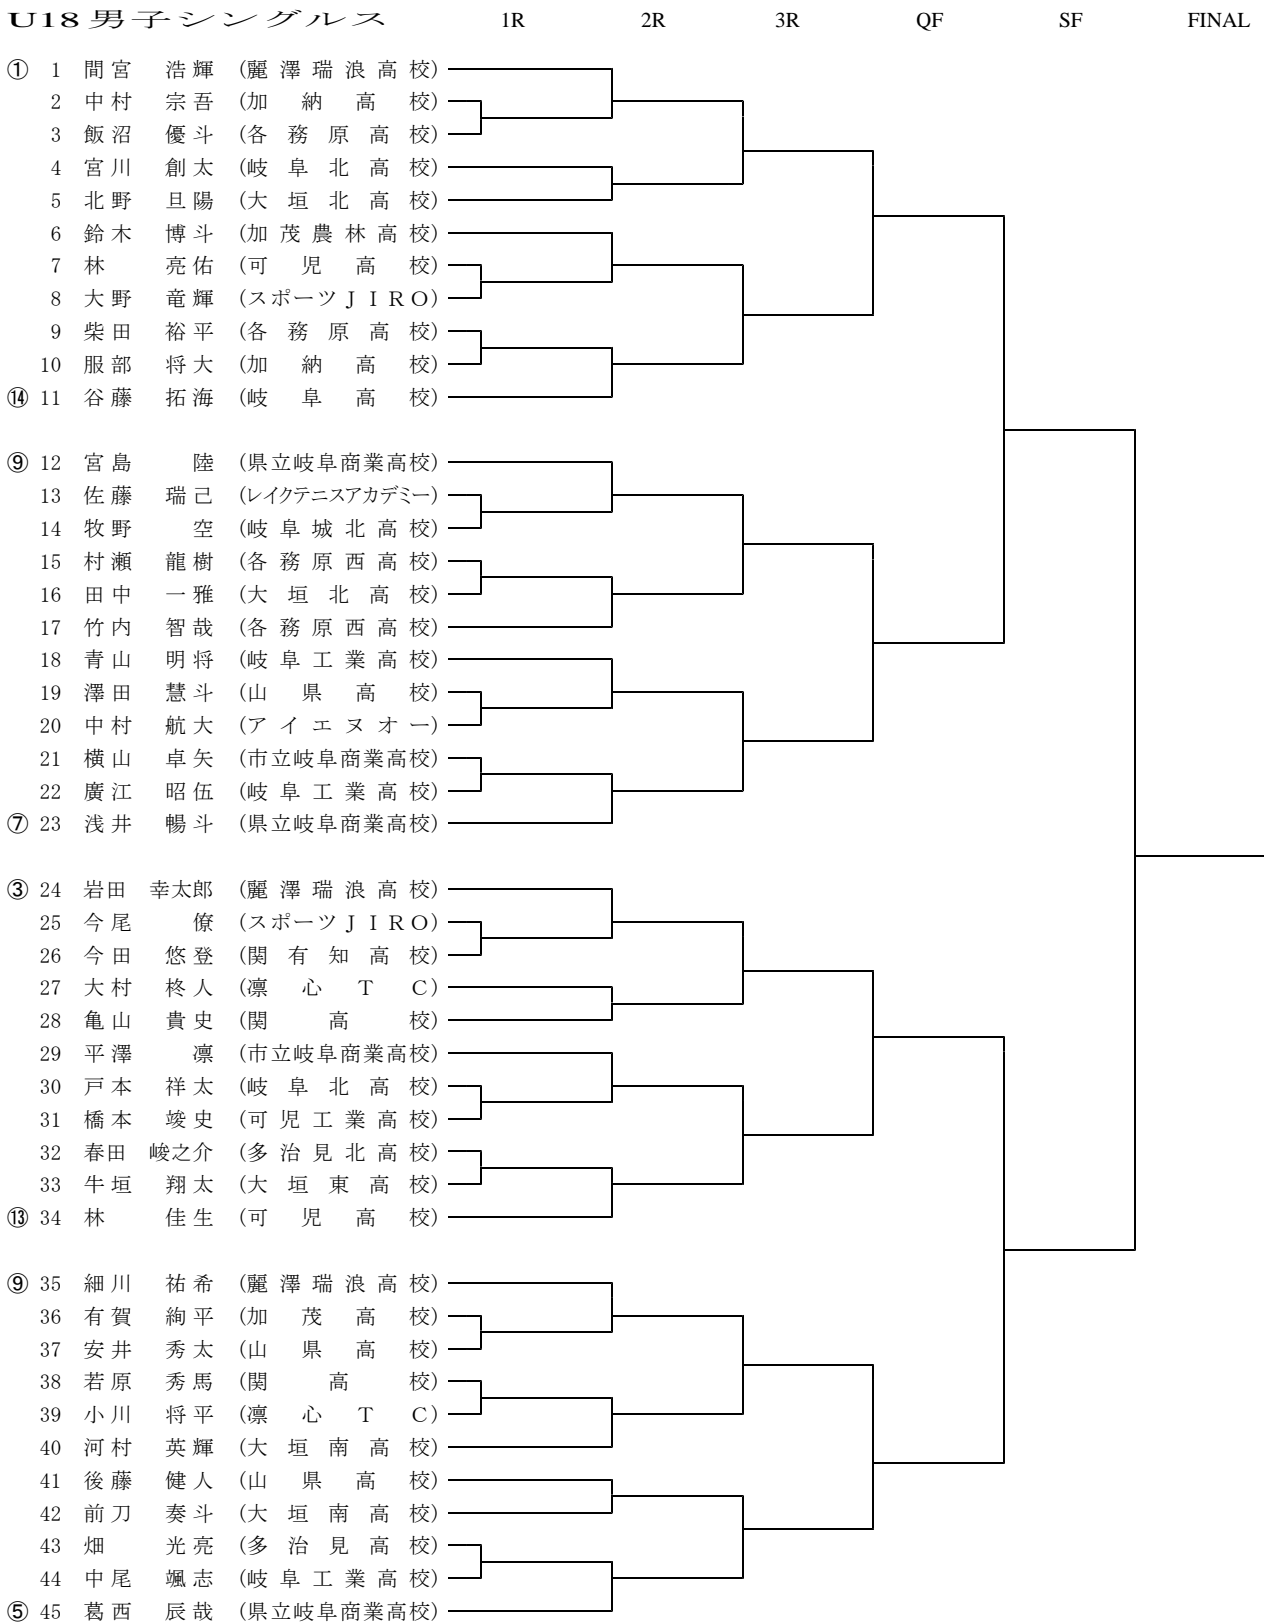 U18男子シングルス 1R 2R 3R QF SF FINAL
① 1 間宮 浩輝 (麗澤瑞浪高校)
2 中村 宗吾 (加納高校)
3 飯沼 優斗 (各務原高校)
4 宮川 創太 (岐阜北高校)
5 北野 旦陽 (大垣北高校)
6 鈴木 博斗 (加茂農林高校)
7 林 亮佑 (可児高校)
8 大野 竜輝 (スポーツJIRO)
9 柴田 裕平 (各務原高校)
10 服部 将大 (加納高校)
⑭ 11 谷藤 拓海 (岐阜高校)
⑨ 12 宮島 陸 (県立岐阜商業高校)
13 佐藤 瑞己 (レイクテニスアカデミー)
14 牧野 空 (岐阜城北高校)
15 村瀬 龍樹 (各務原西高校)
16 田中 一雅 (大垣北高校)
17 竹内 智哉 (各務原西高校)
18 青山 明将 (岐阜工業高校)
19 澤田 慧斗 (山県高校)
20 中村 航大 (アイエヌオー)
21 横山 卓矢 (市立岐阜商業高校)
22 廣江 昭伍 (岐阜工業高校)
⑦ 23 浅井 暢斗 (県立岐阜商業高校)
③ 24 岩田 幸太郎 (麗澤瑞浪高校)
25 今尾 僚 (スポーツJIRO)
26 今田 悠登 (関有知高校)
27 大村 柊人 (凛心TC)
28 亀山 貴史 (関高校)
29 平澤 凛 (市立岐阜商業高校)
30 戸本 祥太 (岐阜北高校)
31 橋本 竣史 (可児工業高校)
32 春田 峻之介 (多治見北高校)
33 牛垣 翔太 (大垣東高校)
⑬ 34 林 佳生 (可児高校)
⑨ 35 細川 祐希 (麗澤瑞浪高校)
36 有賀 絢平 (加茂高校)
37 安井 秀太 (山県高校)
38 若原 秀馬 (関高校)
39 小川 将平 (凛心TC)
40 河村 英輝 (大垣南高校)
41 後藤 健人 (山県高校)
42 前刀 奏斗 (大垣南高校)
43 畑 光亮 (多治見高校)
44 中尾 颯志 (岐阜工業高校)
⑤ 45 葛西 辰哉 (県立岐阜商業高校)